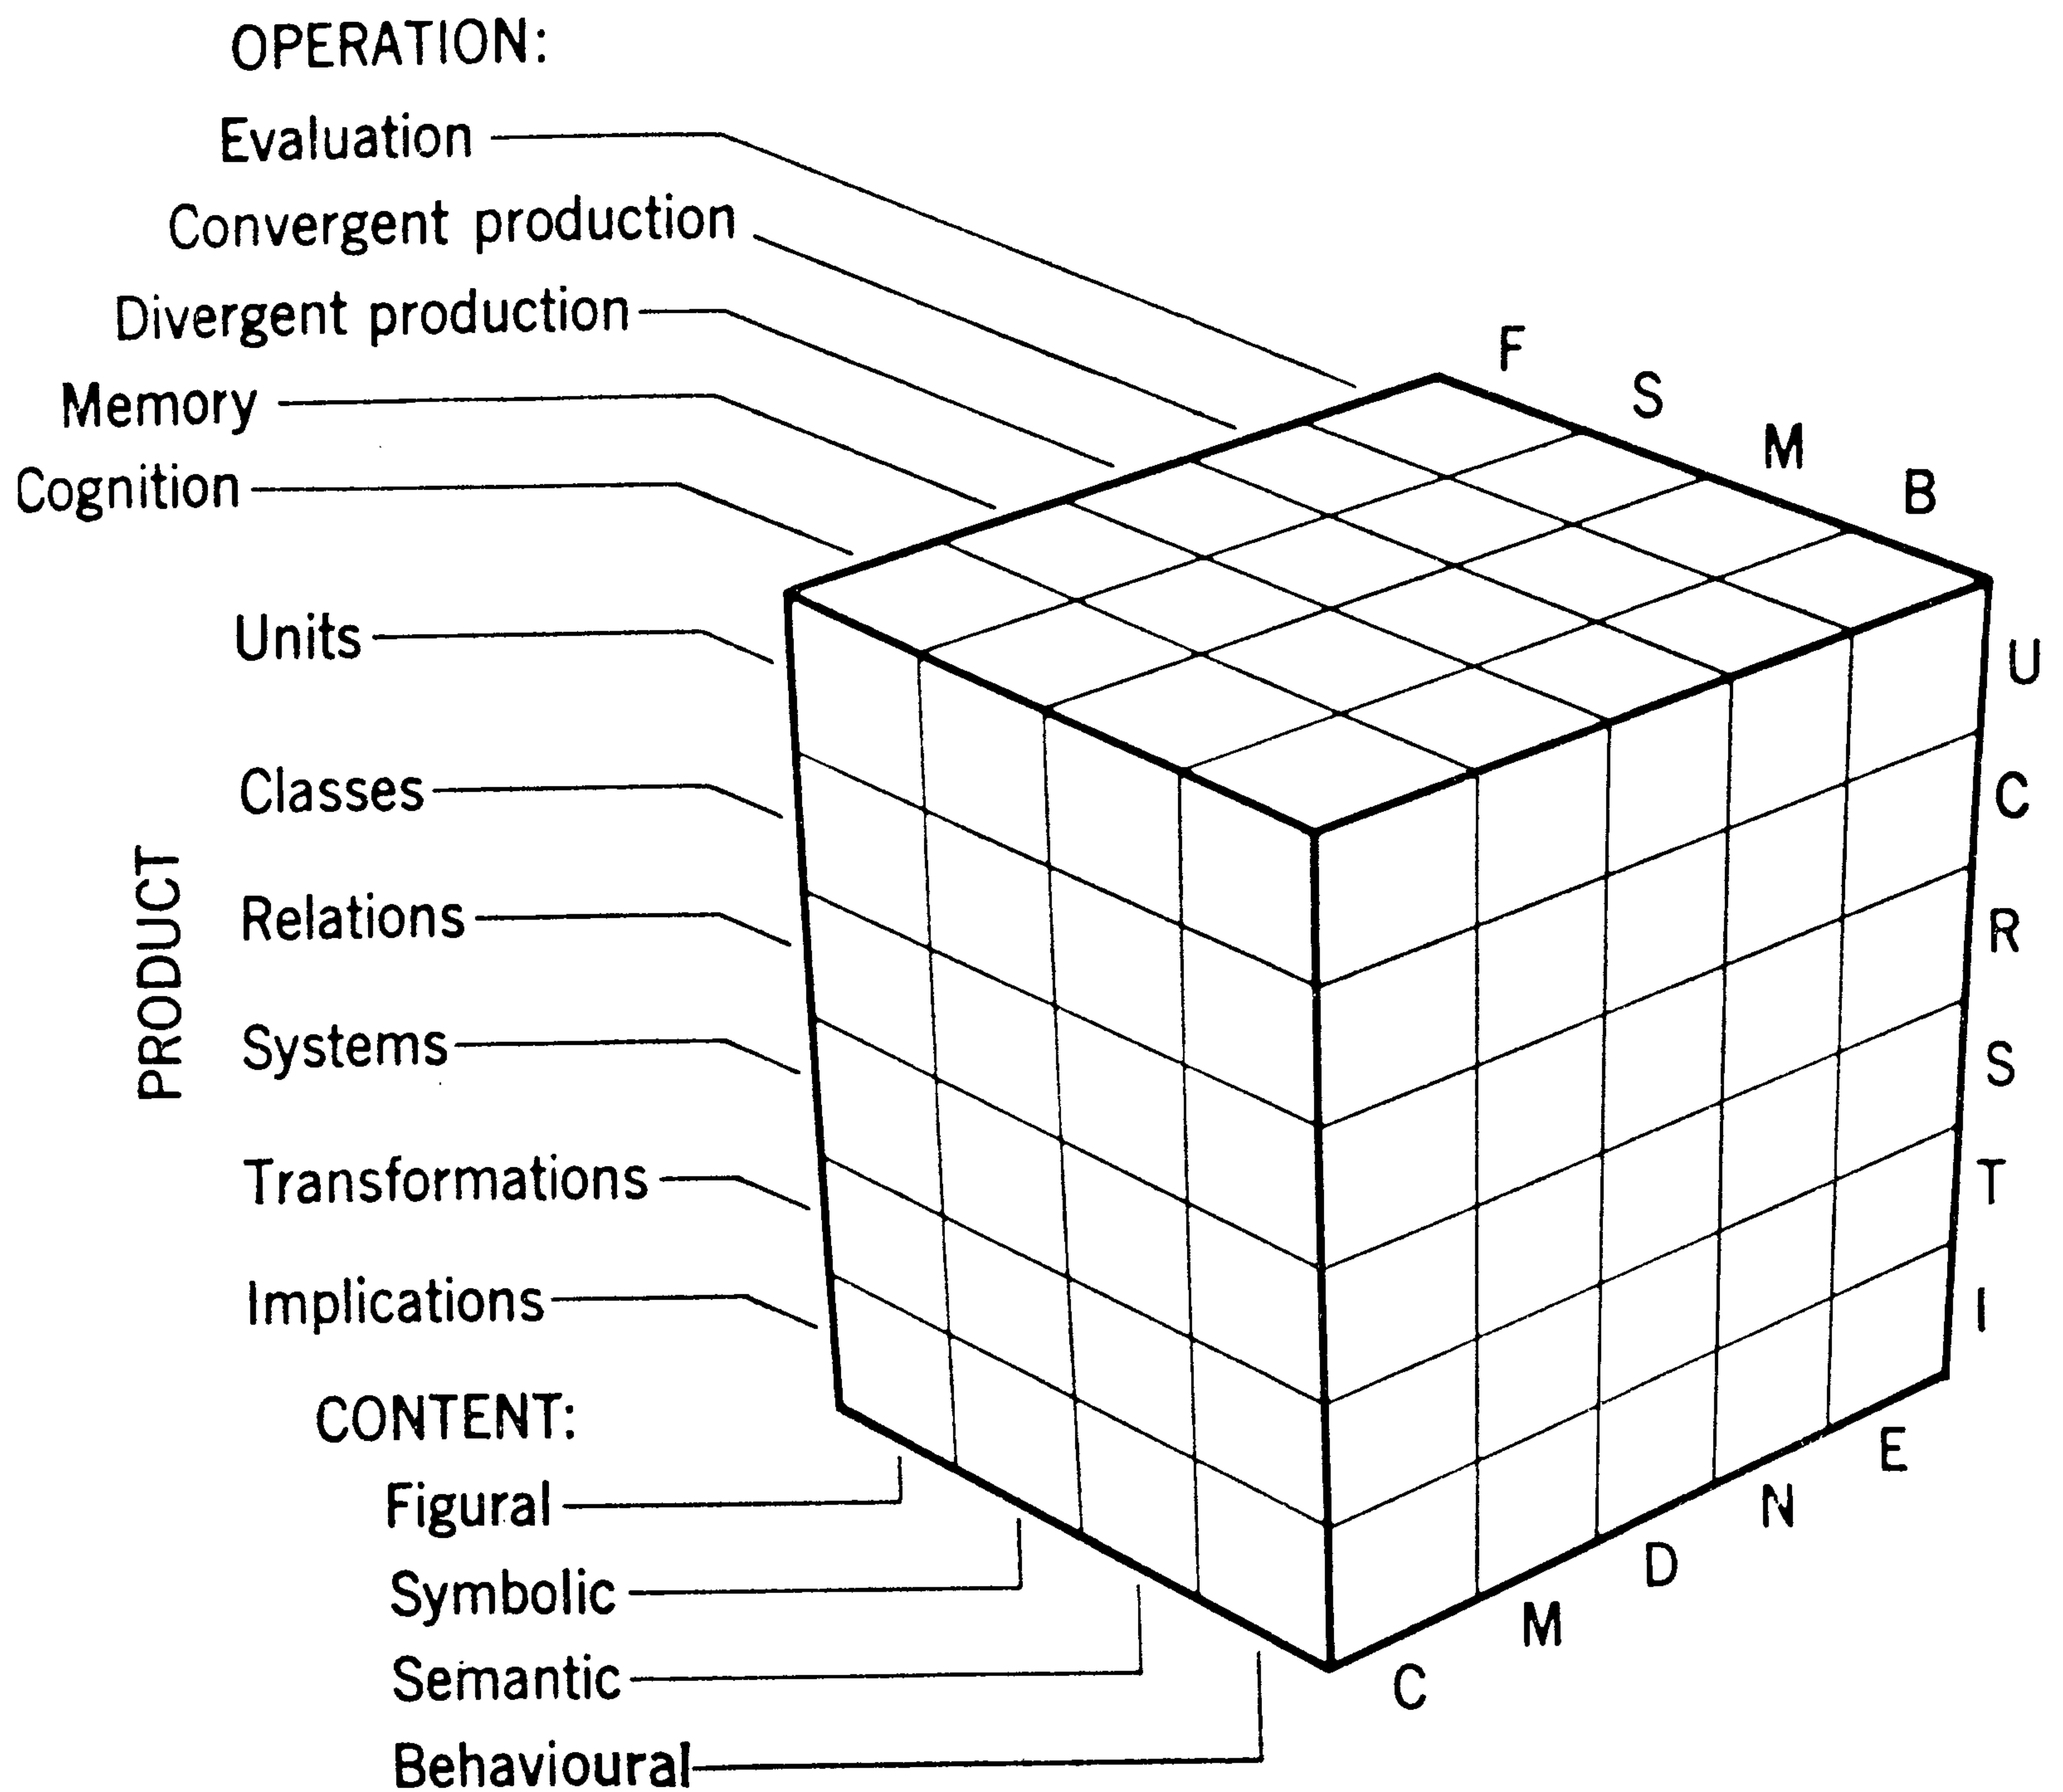 OPERATION:
Evaluation
Convergent production
Divergent production
Memory
Cognition
F
S
M
B
PRODUCT
Units
Classes
Relations
Systems
Transformations
Implications
U
C
R
S
T
I
CONTENT:
Figural
Symbolic
Semantic
Behavioural
C
M
D
N
E